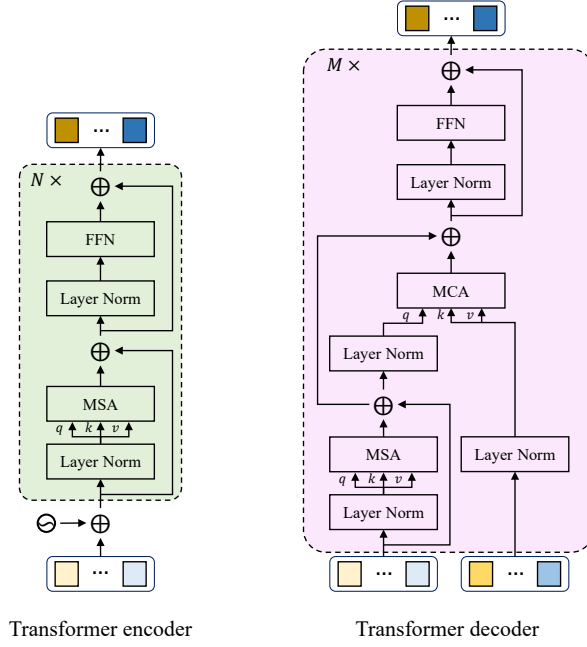 ...
N ×
FFN
Layer Norm
MSA
q k v
Layer Norm
...
Transformer encoder
...
M ×
FFN
Layer Norm
MCA
q k v
Layer Norm
MSA
q k v
Layer Norm
Layer Norm
...
...
Transformer decoder